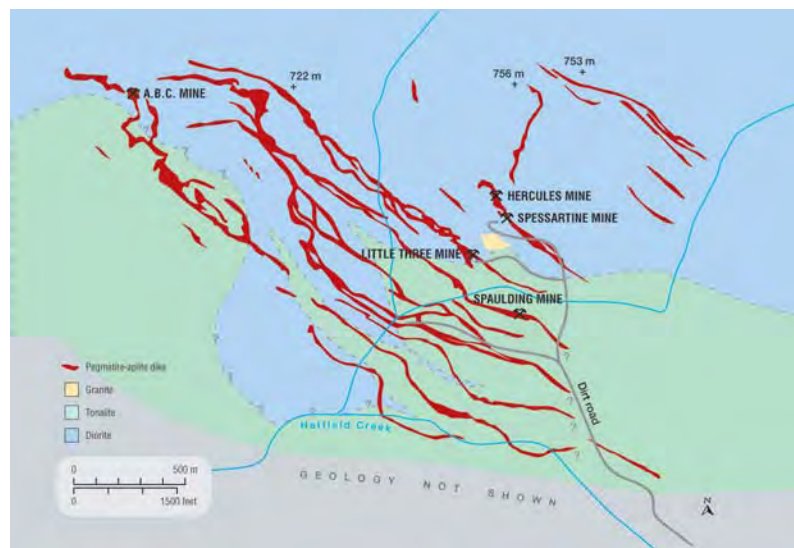 753 m
756 m
722 m
A.B.C. MINE
?
?
?
?
HERCULES MINE
SPESSARTINE MINE
LITTLE THREE MINE
SPAULDING MINE
?
?
?
Pegmatite-aplite dike
Granite
Tonalite
Diorite
Dirt road
?
?
Hatfield Creek
?
?
0 500 m
0 1500 feet
GEOLOGY NOT SHOWN
N